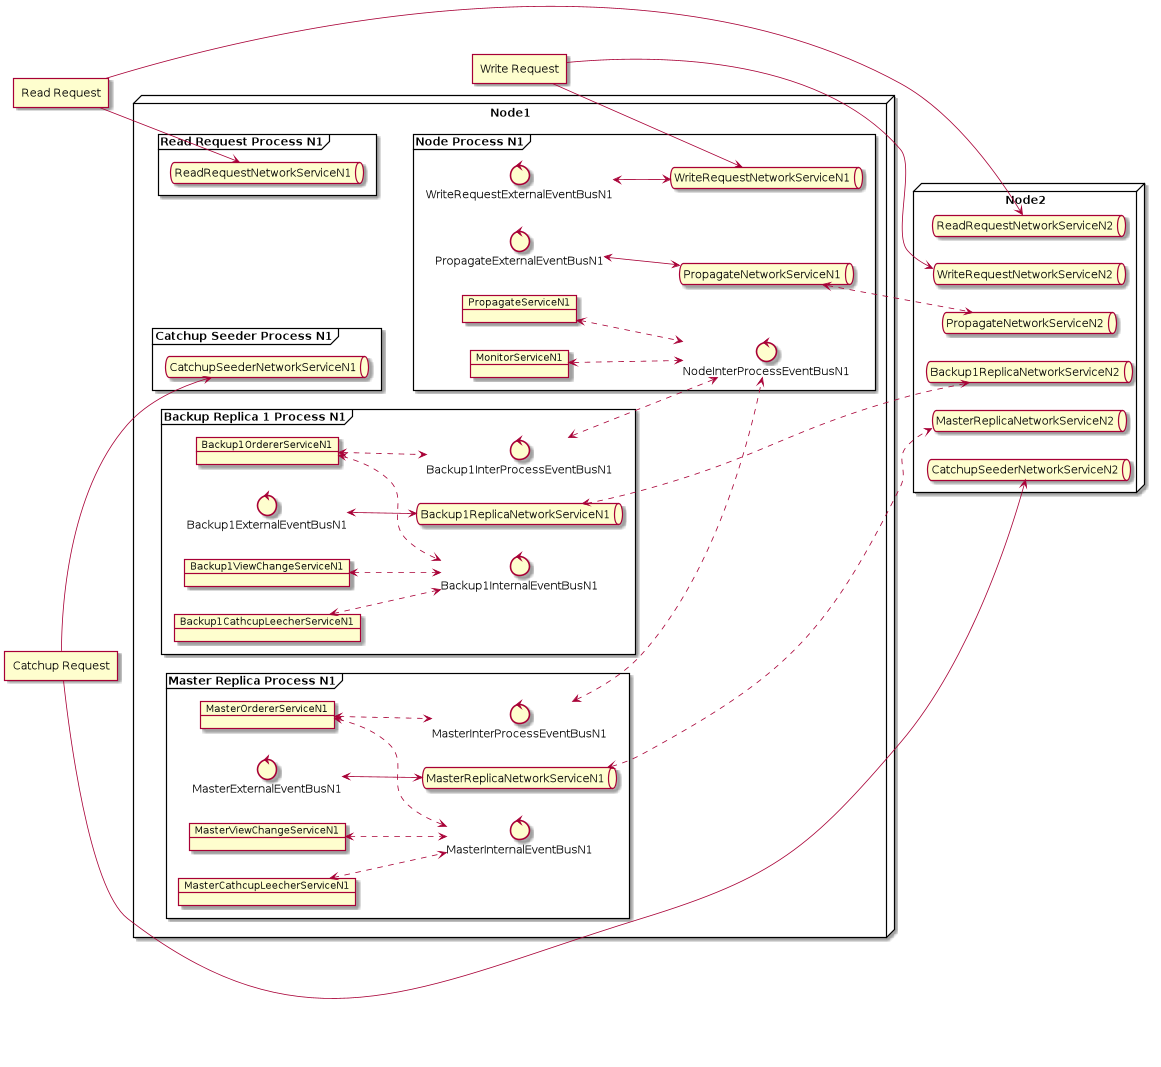 Write Request
Read Request
Node1
Read Request Process N1
ReadRequestNetworkServiceN1
Node Process N1
WriteRequestExternalEventBusN1
WriteRequestNetworkServiceN1
PropagateExternalEventBusN1
PropagateNetworkServiceN1
PropagateServiceN1
MonitorServiceN1
NodeInterProcessEventBusN1
Node2
ReadRequestNetworkServiceN2
WriteRequestNetworkServiceN2
PropagateNetworkServiceN2
Backup1ReplicaNetworkServiceN2
MasterReplicaNetworkServiceN2
CatchupSeederNetworkServiceN2
Catchup Seeder Process N1
CatchupSeederNetworkServiceN1
Backup Replica 1 Process N1
Backup1OrdererServiceN1
Backup1InterProcessEventBusN1
Backup1ExternalEventBusN1
Backup1ReplicaNetworkServiceN1
Backup1ViewChangeServiceN1
Backup1InternalEventBusN1
Backup1CathcupLeecherServiceN1
Catchup Request
Master Replica Process N1
MasterOrdererServiceN1
MasterInterProcessEventBusN1
MasterExternalEventBusN1
MasterReplicaNetworkServiceN1
MasterViewChangeServiceN1
MasterInternalEventBusN1
MasterCathcupLeecherServiceN1